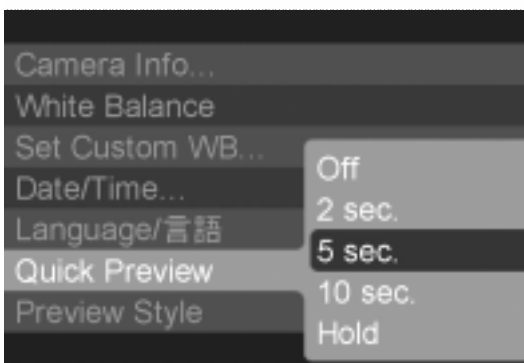 Camera Info...
White Balance
Set Custom WB...
Date/Time...
Language/言語
Quick Preview
Preview Style
Off
2 sec.
5 sec.
10 sec.
Hold